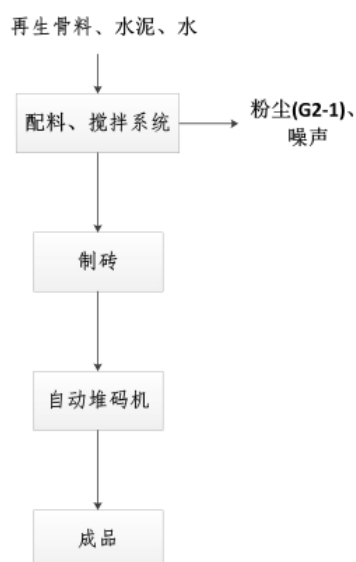 再生骨料、水泥、水
配料、搅拌系统
粉尘(G2-1)、
噪声
制砖
自动堆码机
成品